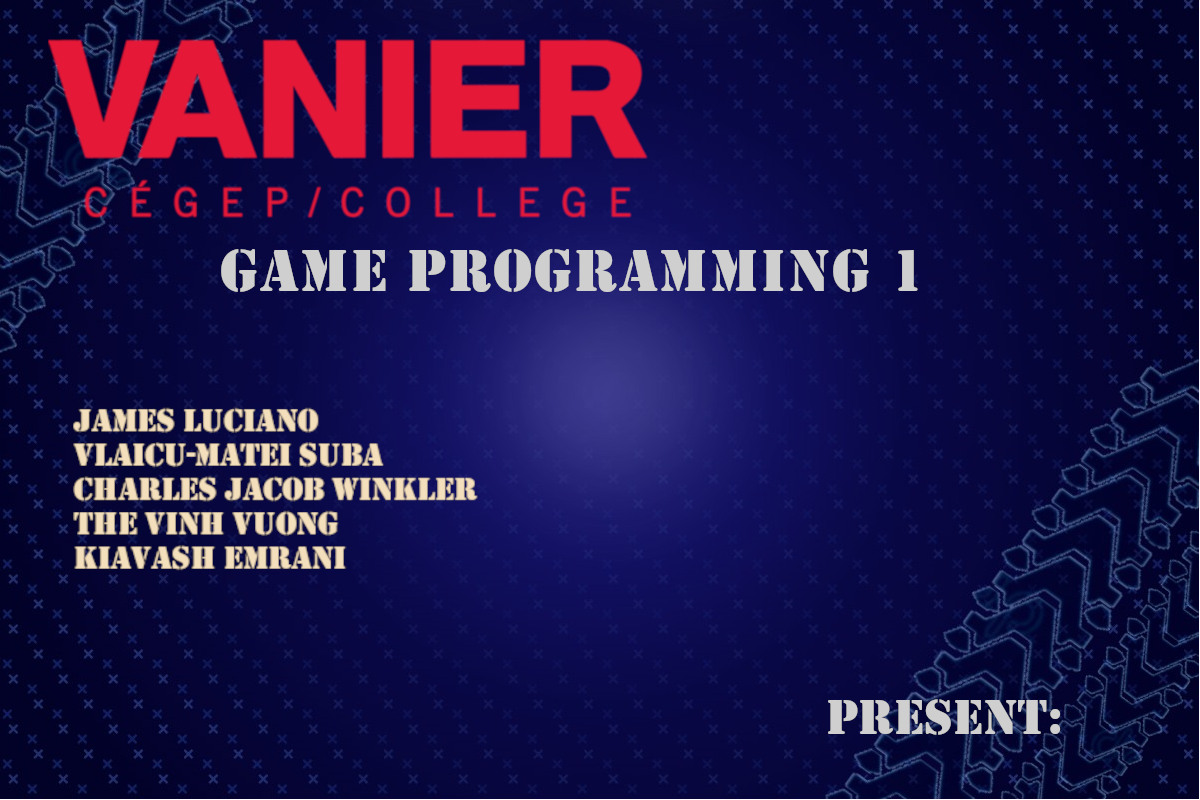 VANIER
CÉGEP/COLLEGE
GAME PROGRAMMING 1
JAMES LUCIANO
VLAICU-MATEI SUBA
CHARLES JACOB WINKLER
THE VINH VUONG
KIAVASH EMRANI
PRESENT: